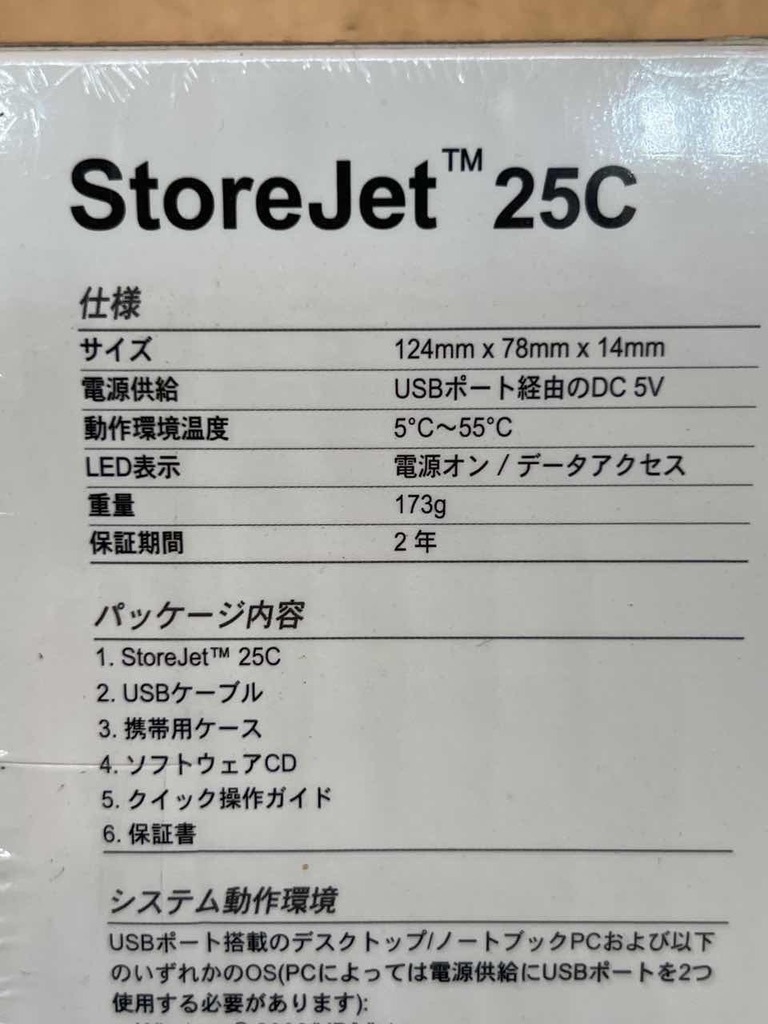 StoreJet™ 25C
仕様
サイズ 124mm x 78mm x 14mm
電源供給 USBポート経由のDC 5V
動作環境温度 5°C～55°C
LED表示 電源オン / データアクセス
重量 173g
保証期間 2 年
パッケージ内容
1. StoreJet™ 25C
2. USBケーブル
3. 携帯用ケース
4. ソフトウェアCD
5. クイック操作ガイド
6. 保証書
システム動作環境
USBポート搭載のデスクトップ/ノートブックPCおよび以下
のいずれかのOS(PCによっては電源供給にUSBポートを2つ
使用する必要があります):